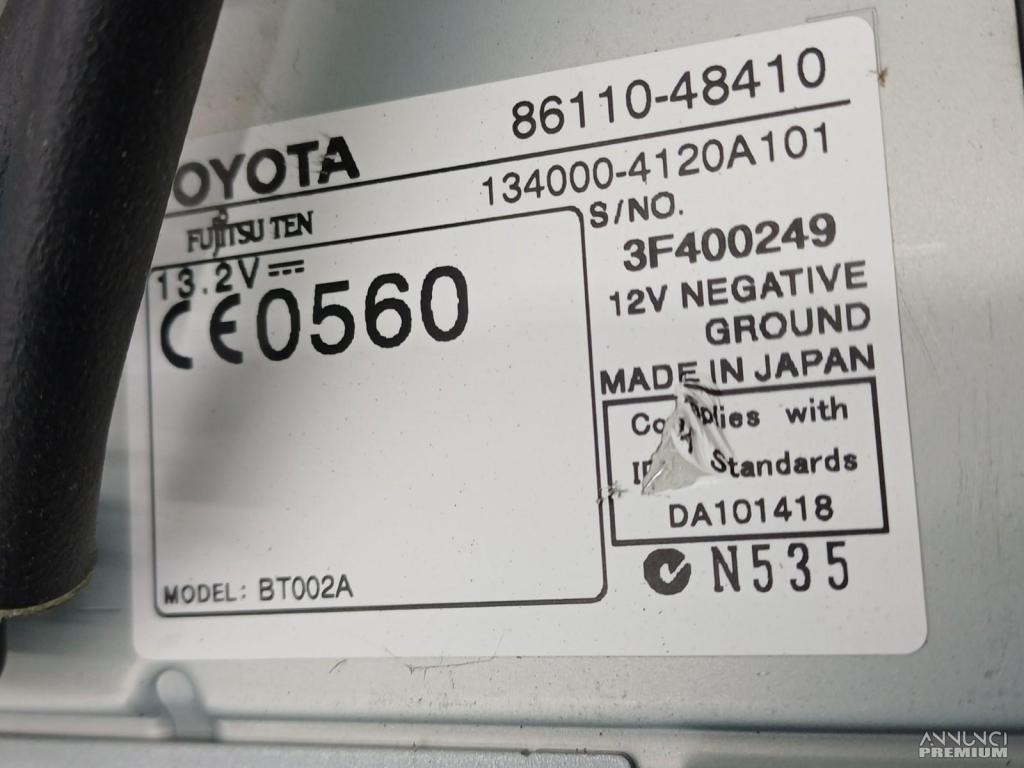 86110-48410
OYOTA
134000-4120A101
FUJITSU TEN
S/NO.
3F400249
13.2V
CE0560
12V NEGATIVE
GROUND
MADE IN JAPAN
with
Standards
DA101418
N535
MODEL: BT002A
ANNUNCI
PREMIUM